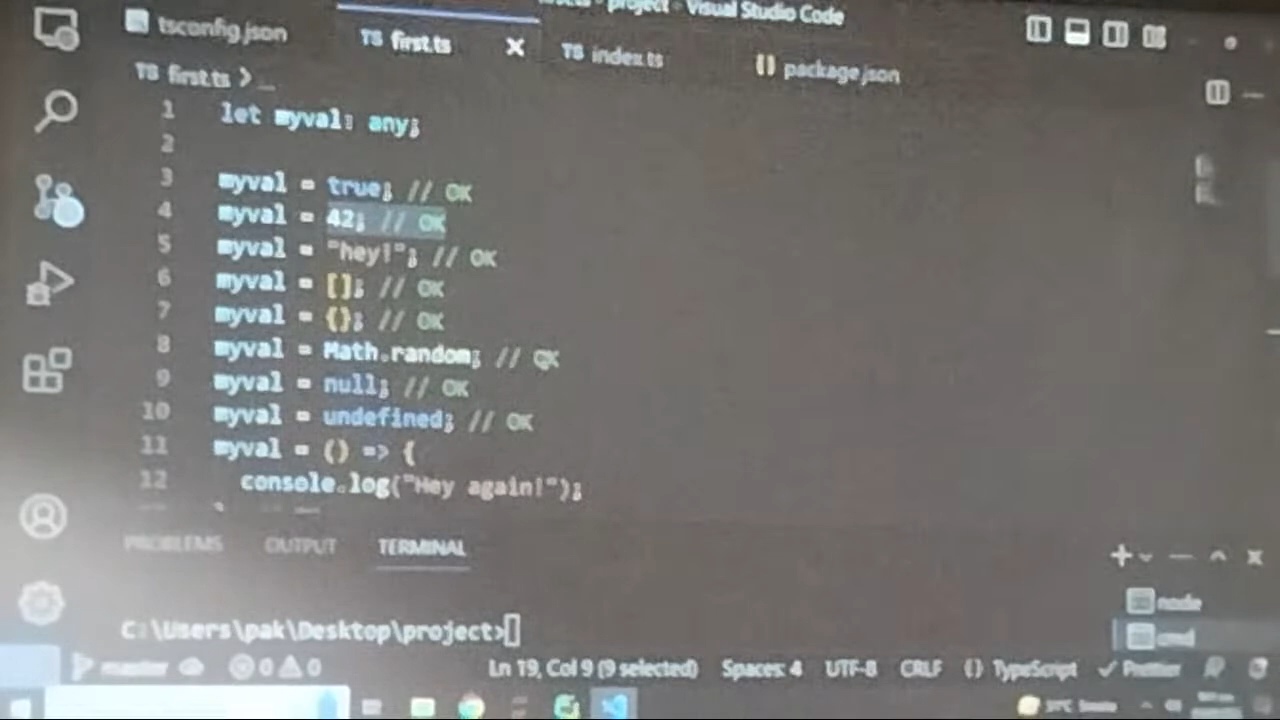 project - Visual Studio Code
tsconfig.json
TS first.ts
TS index.ts
{} package.json
TS first.ts > ...
1 let myval: any;
2
3 myval = true; // OK
4 myval = 42; // OK
5 myval = "hey!"; // OK
6 myval = []; // OK
7 myval = {}; // OK
8 myval = Math.random; // OK
9 myval = null; // OK
10 myval = undefined; // OK
11 myval = () => {
12 console.log("Hey again!");
PROBLEMS OUTPUT TERMINAL
node
C:\Users\pak\Desktop\project>
cmd
master 0 0 Ln 19, Col 9 (9 selected) Spaces: 4 UTF-8 CRLF {} TypeScript Prettier